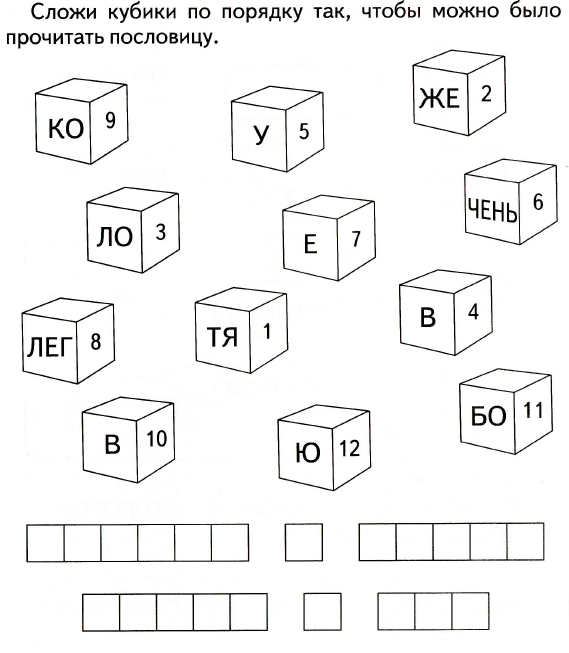 Сложи кубики по порядку так, чтобы можно было
прочитать пословицу.
ЖЕ 2
КО 9
У 5
ЧЕНЬ 6
ЛО 3
Е 7
ЛЕГ 8
ТЯ 1
В 4
В 10
Ю 12
БО 11